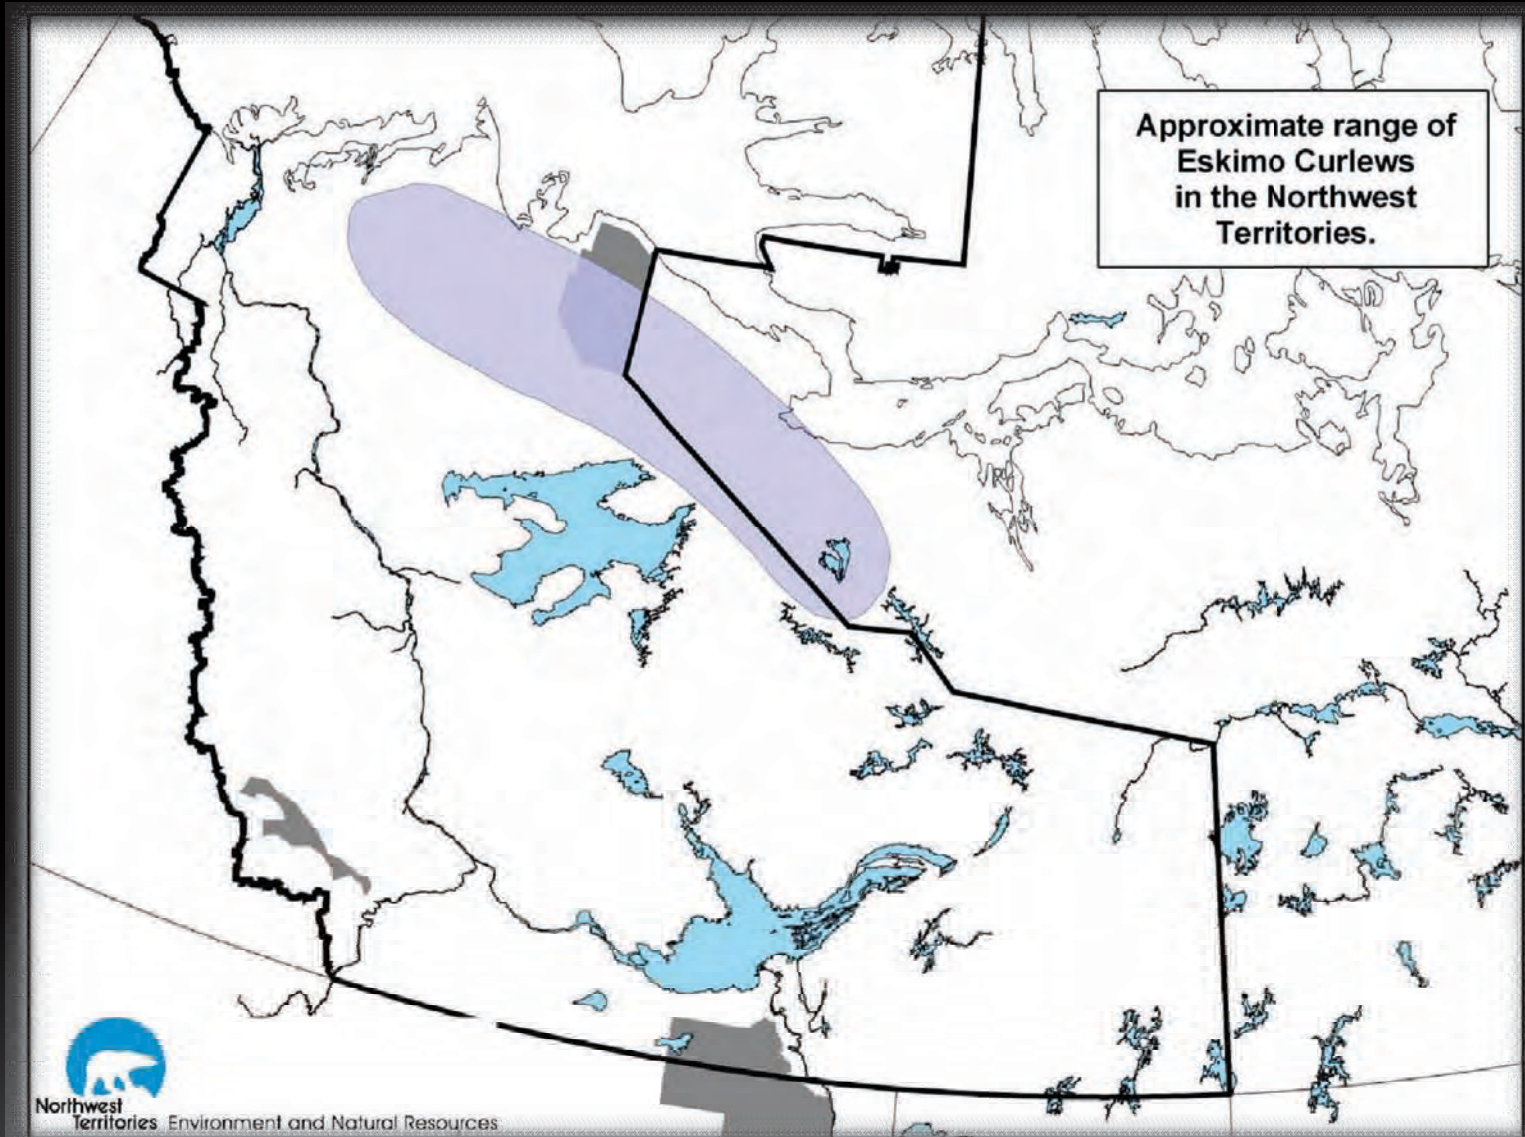 Approximate range of
Eskimo Curlews
in the Northwest
Territories.
Northwest
Territories Environment and Natural Resources